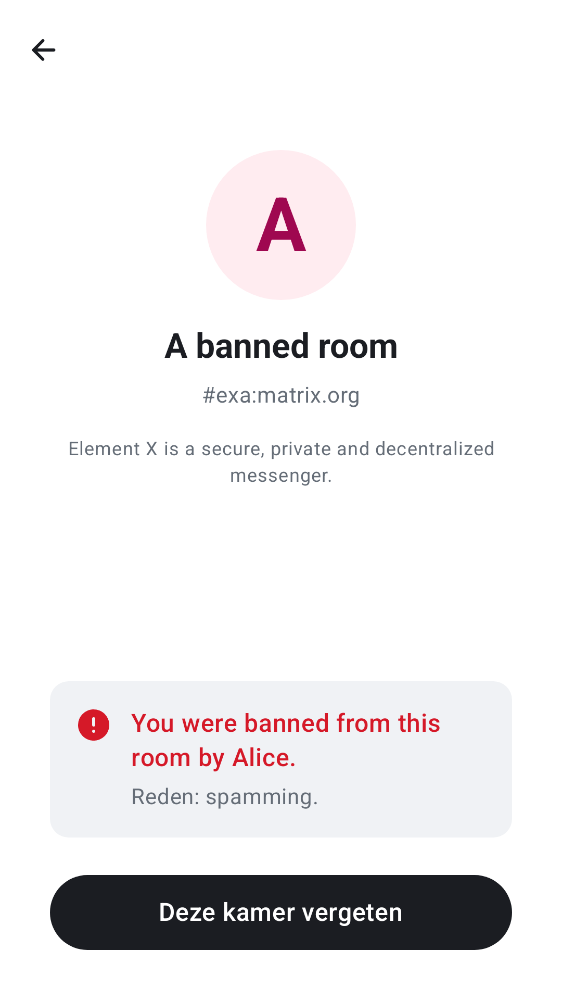 A
A banned room
#exa:matrix.org
Element X is a secure, private and decentralized
messenger.
You were banned from this
room by Alice.
Reden: spamming.
Deze kamer vergeten